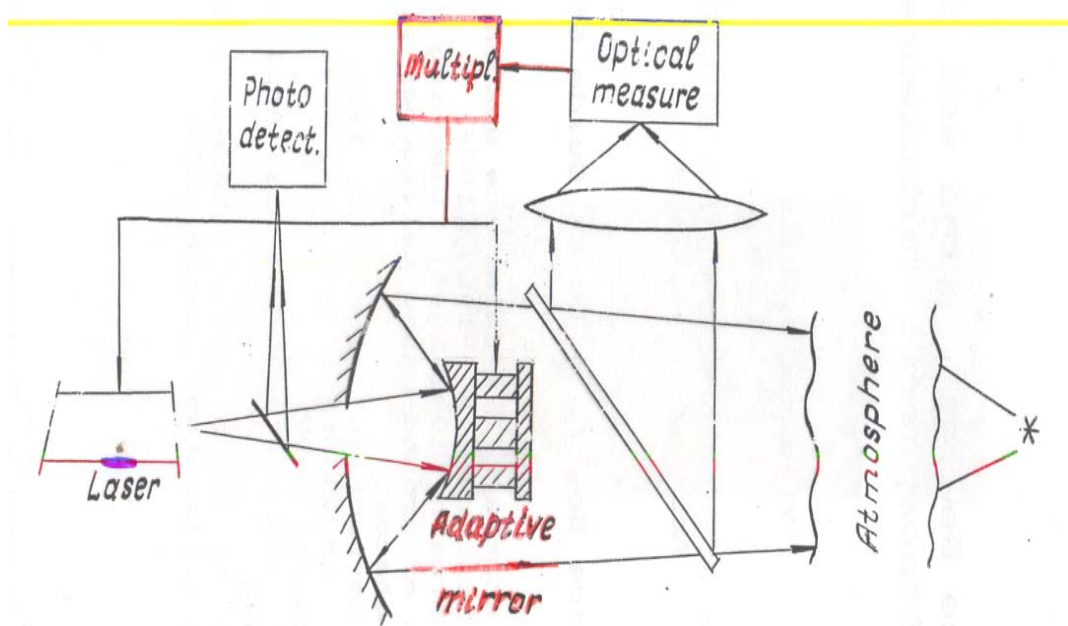 Multipl.
Optical
measure
Photo
detect.
Laser
Adaptive
mirror
Atmosphere